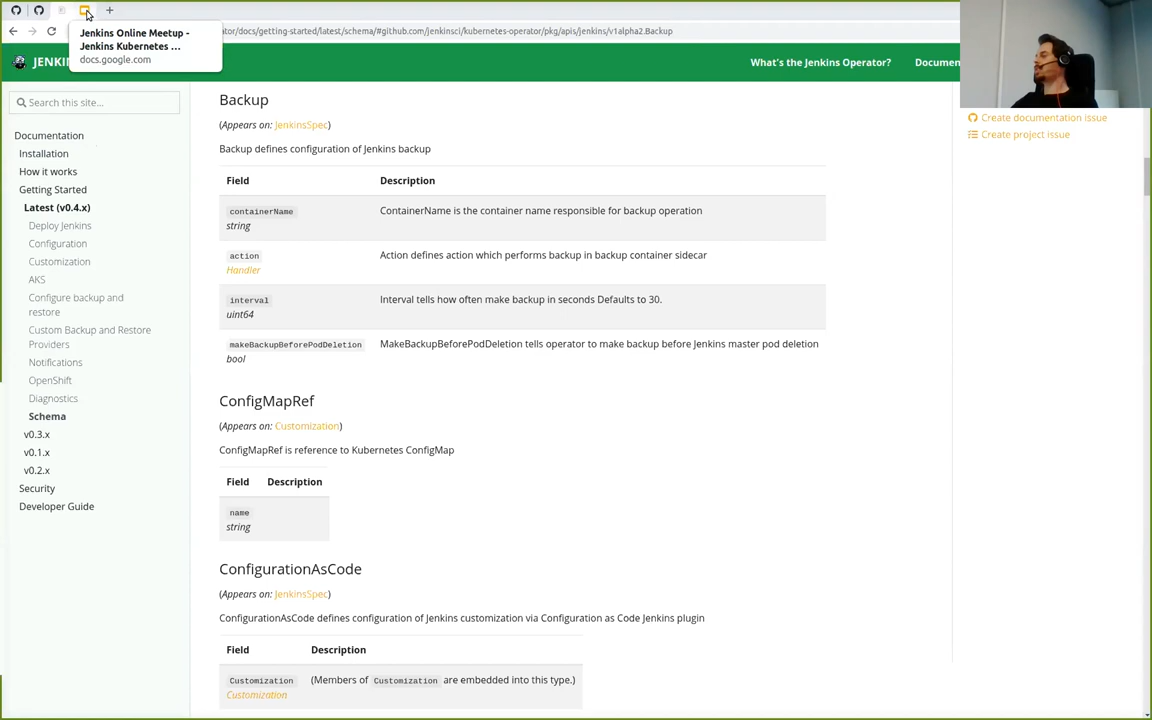 Jenkins Online Meetup -
Jenkins Kubernetes ...
docs.google.com
ator/docs/getting-started/latest/schema/#github.com/jenkinsci/kubernetes-operator/pkg/apis/jenkins/v1alpha2.Backup
What's the Jenkins Operator?
Search this site...
Documentation
Installation
How it works
Getting Started
Latest (v0.4.x)
Deploy Jenkins
Configuration
Customization
AKS
Configure backup and
restore
Custom Backup and Restore
Providers
Notifications
OpenShift
Diagnostics
Schema
v0.3.x
v0.1.x
v0.2.x
Security
Developer Guide
Backup
(Appears on: JenkinsSpec)
Backup defines configuration of Jenkins backup
Field Description
containerName ContainerName is the container name responsible for backup operation
string
action Action defines action which performs backup in backup container sidecar
Handler
interval Interval tells how often make backup in seconds Defaults to 30.
uint64
makeBackupBeforePodDeletion MakeBackupBeforePodDeletion tells operator to make backup before Jenkins master pod deletion
bool
ConfigMapRef
(Appears on: Customization)
ConfigMapRef is reference to Kubernetes ConfigMap
Field Description
name
string
ConfigurationAsCode
(Appears on: JenkinsSpec)
ConfigurationAsCode defines configuration of Jenkins customization via Configuration as Code Jenkins plugin
Field Description
Customization (Members of Customization are embedded into this type.)
Customization
Create documentation issue
Create project issue